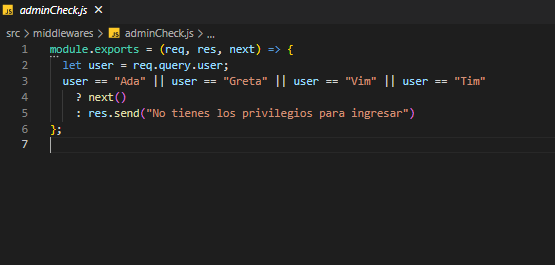 JS adminCheck.js ×
src > middlewares > JS adminCheck.js > ...
1 module.exports = (req, res, next) => {
2 let user = req.query.user;
3 user == "Ada" || user == "Greta" || user == "Vim" || user == "Tim"
4 ? next()
5 : res.send("No tienes los privilegios para ingresar")
6 };
7